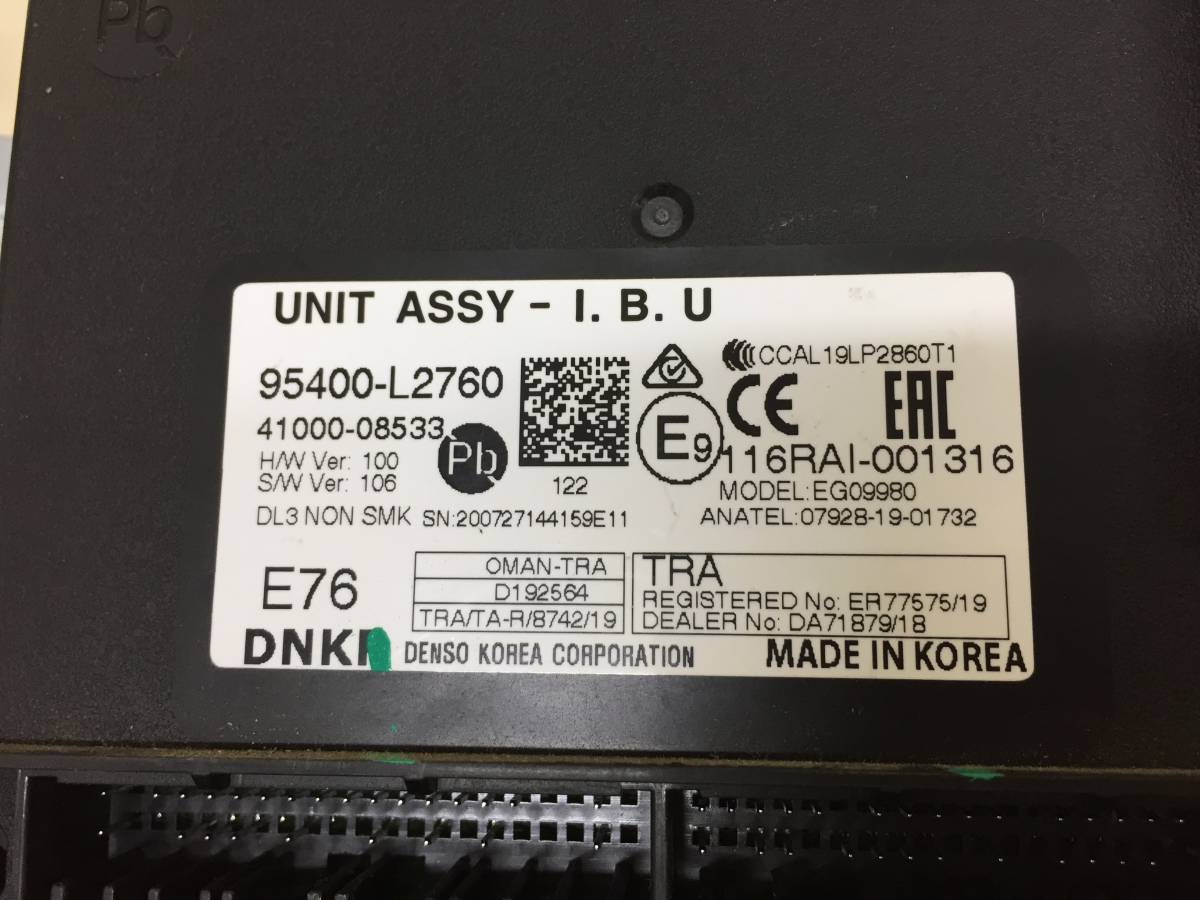 Pb
UNIT ASSY - I. B. U
95400-L2760
41000-08533
H/W Ver: 100
S/W Ver: 106
Pb
122
CCAL19LP2860T1
CE
EAC
E9
116RAI-001316
MODEL:EG09980
DL3 NON SMK SN:200727144159E11
ANATEL:07928-19-01732
E76
OMAN-TRA
D192564
TRA/TA-R/8742/19
TRA
REGISTERED No: ER77575/19
DEALER No: DA71879/18
DNKR DENSO KOREA CORPORATION
MADE IN KOREA